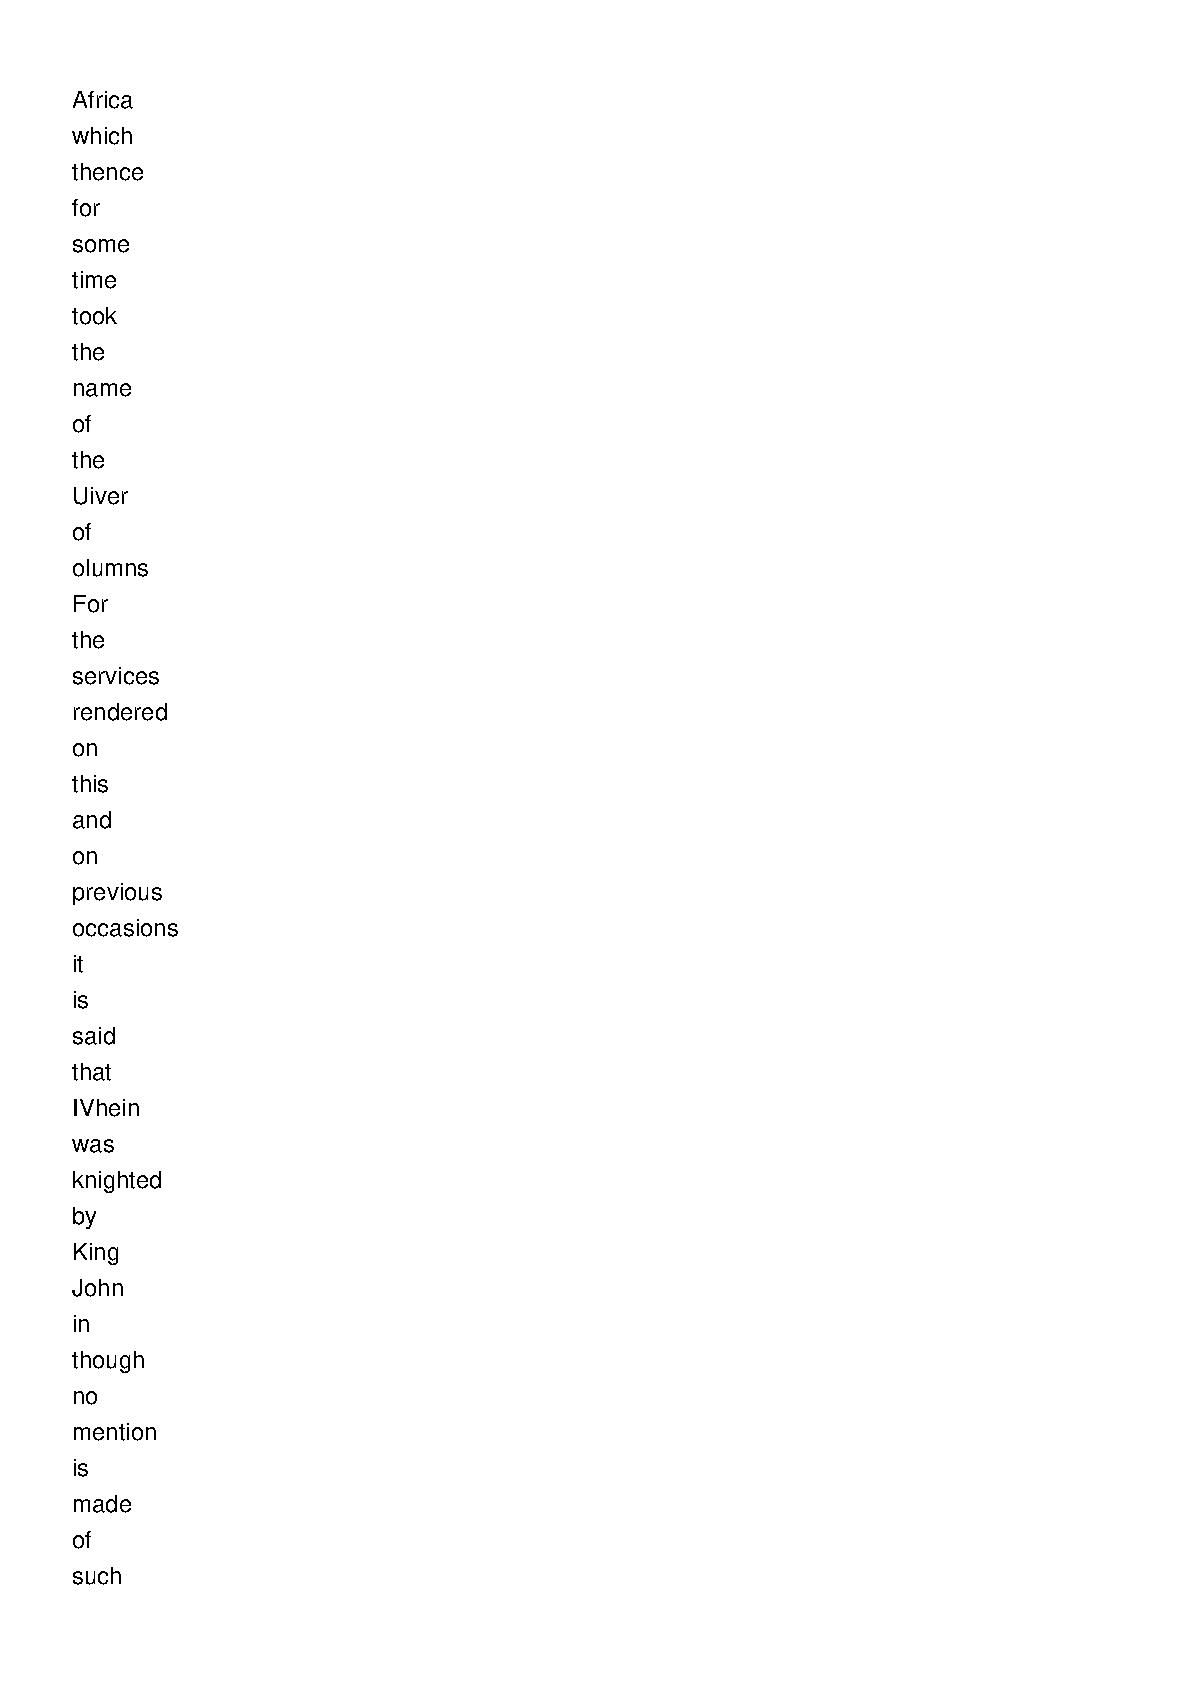 Africa
which
thence
for
some
time
took
the
name
of
the
Uiver
of
olumns
For
the
services
rendered
on
this
and
on
previous
occasions
it
is
said
that
IVhein
was
knighted
by
King
John
in
though
no
mention
is
made
of
such